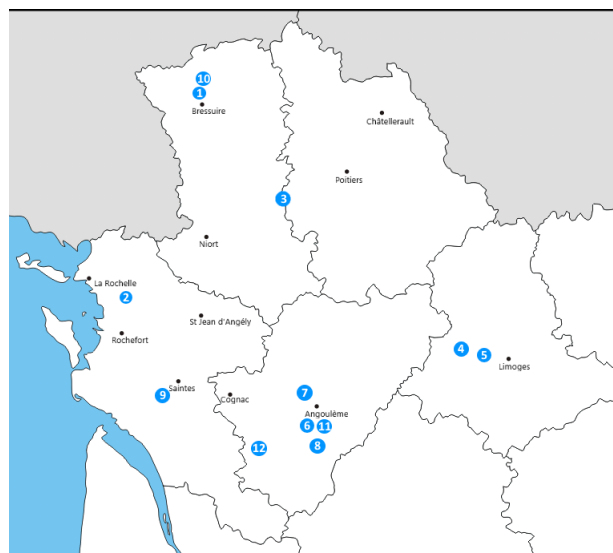 10
1
Bressuire
Châtellerault
Poitiers
3
Niort
La Rochelle
2
St Jean d'Angély
Rochefort
4
5
Limoges
Saintes
9
Cognac
7
Angoulême
6
11
8
12